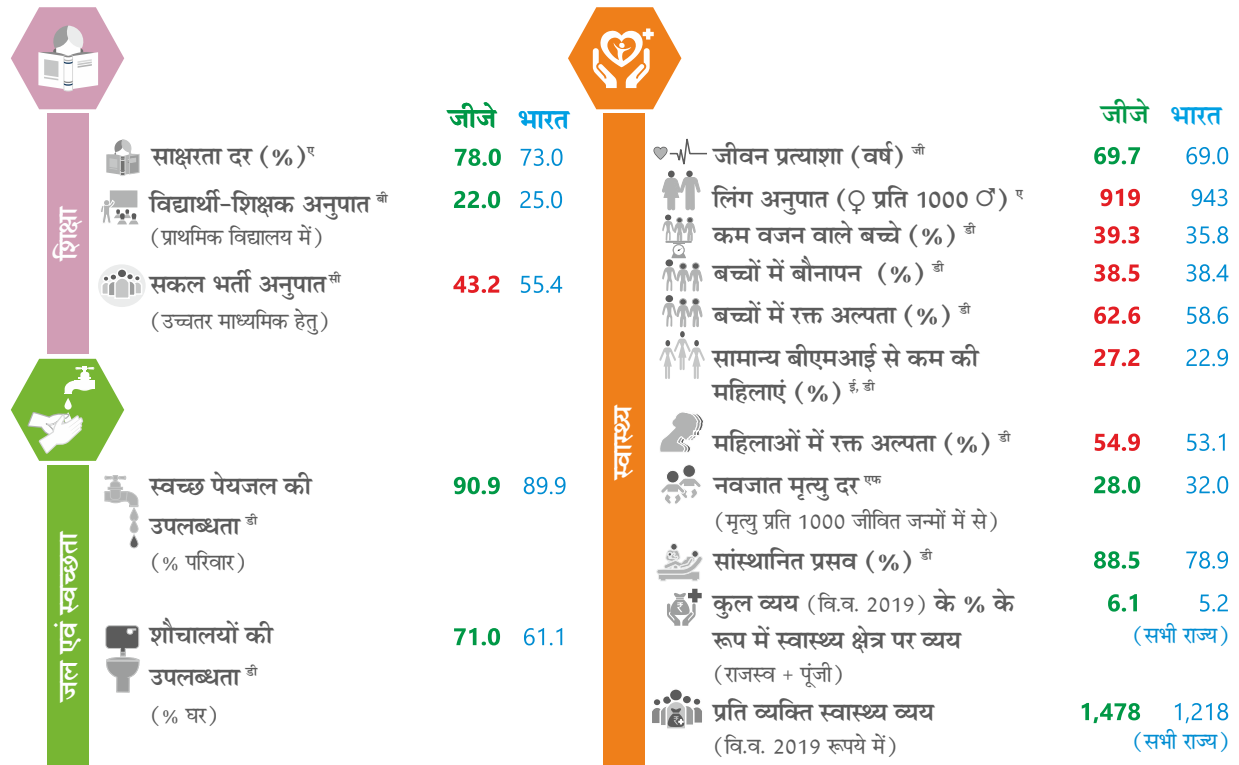 शिक्षा
जीजे भारत
साक्षरता दर (%)ए 78.0 73.0
विद्यार्थी-शिक्षक अनुपात बी 22.0 25.0
(प्राथमिक विद्यालय में)
सकल भर्ती अनुपात सी 43.2 55.4
(उच्चतर माध्यमिक हेतु)
जल एवं स्वच्छता
स्वच्छ पेयजल की 90.9 89.9
उपलब्धता डी
(% परिवार)
शौचालयों की 71.0 61.1
उपलब्धता डी
(% घर)
स्वास्थ्य
जीजे भारत
जीवन प्रत्याशा (वर्ष) जी 69.7 69.0
लिंग अनुपात (♀ प्रति 1000 ♂) ए 919 943
कम वजन वाले बच्चे (%) डी 39.3 35.8
बच्चों में बौनापन (%) डी 38.5 38.4
बच्चों में रक्त अल्पता (%) डी 62.6 58.6
सामान्य बीएमआई से कम की 27.2 22.9
महिलाएं (%) ई, डी
महिलाओं में रक्त अल्पता (%) डी 54.9 53.1
नवजात मृत्यु दर एफ 28.0 32.0
(मृत्यु प्रति 1000 जीवित जन्मों में से)
सांस्थानित प्रसव (%) डी 88.5 78.9
कुल व्यय (वि.व. 2019) के % के 6.1 5.2
रूप में स्वास्थ्य क्षेत्र पर व्यय (सभी राज्य)
(राजस्व + पूंजी)
प्रति व्यक्ति स्वास्थ्य व्यय 1,478 1,218
(वि.व. 2019 रूपये में) (सभी राज्य)